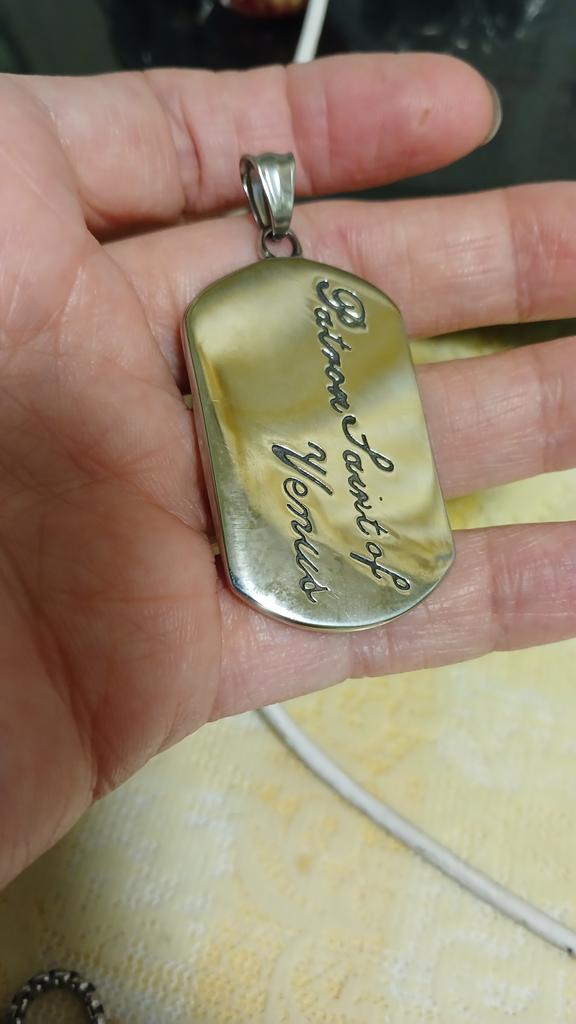 Patron Saint of
Venus